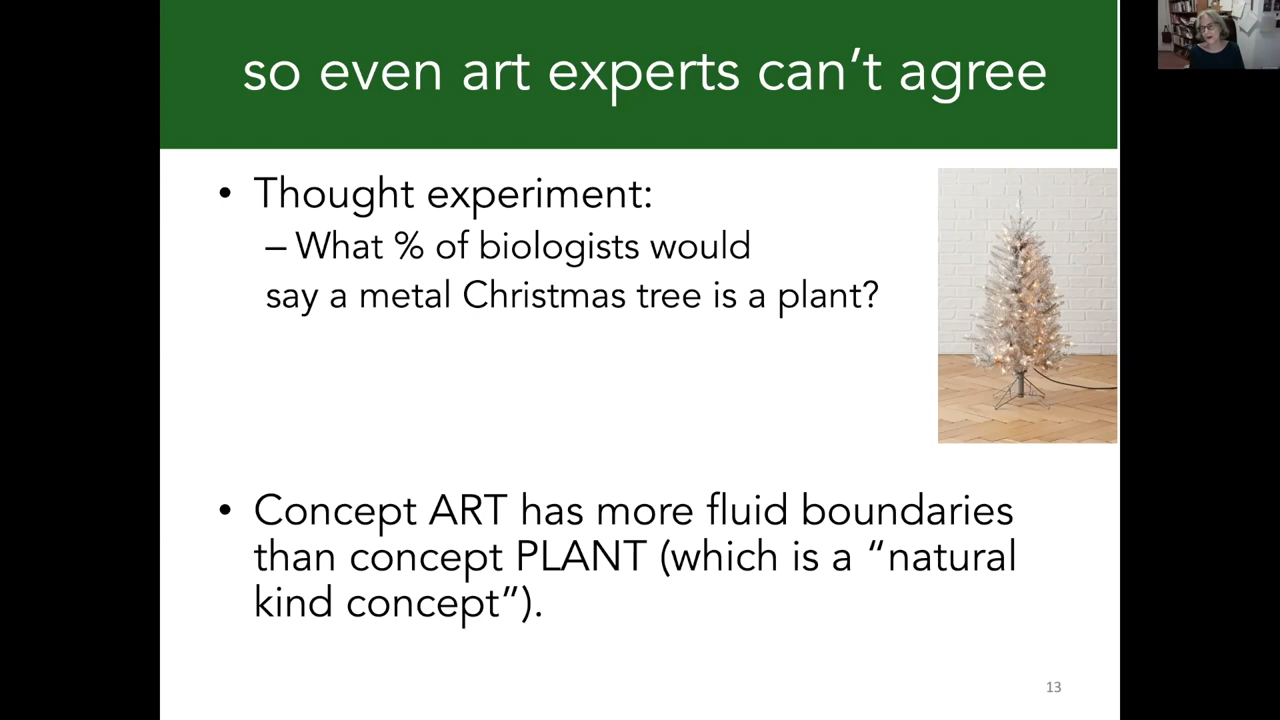 so even art experts can’t agree
• Thought experiment:
– What % of biologists would
say a metal Christmas tree is a plant?
• Concept ART has more fluid boundaries
than concept PLANT (which is a “natural
kind concept”).
13